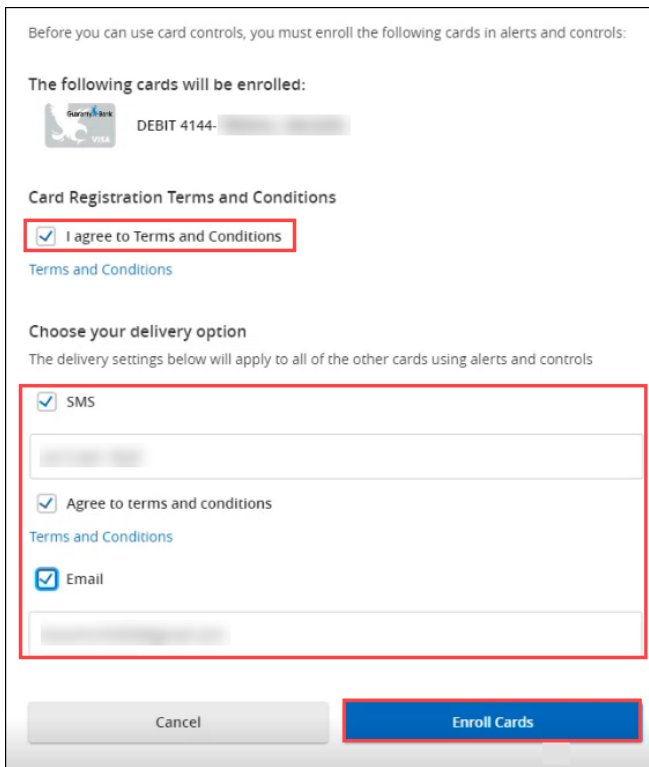 Before you can use card controls, you must enroll the following cards in alerts and controls:
The following cards will be enrolled:
Guaranty Bank
VISA
DEBIT 4144-
Card Registration Terms and Conditions
I agree to Terms and Conditions
Terms and Conditions
Choose your delivery option
The delivery settings below will apply to all of the other cards using alerts and controls
SMS
Agree to terms and conditions
Terms and Conditions
Email
Cancel
Enroll Cards